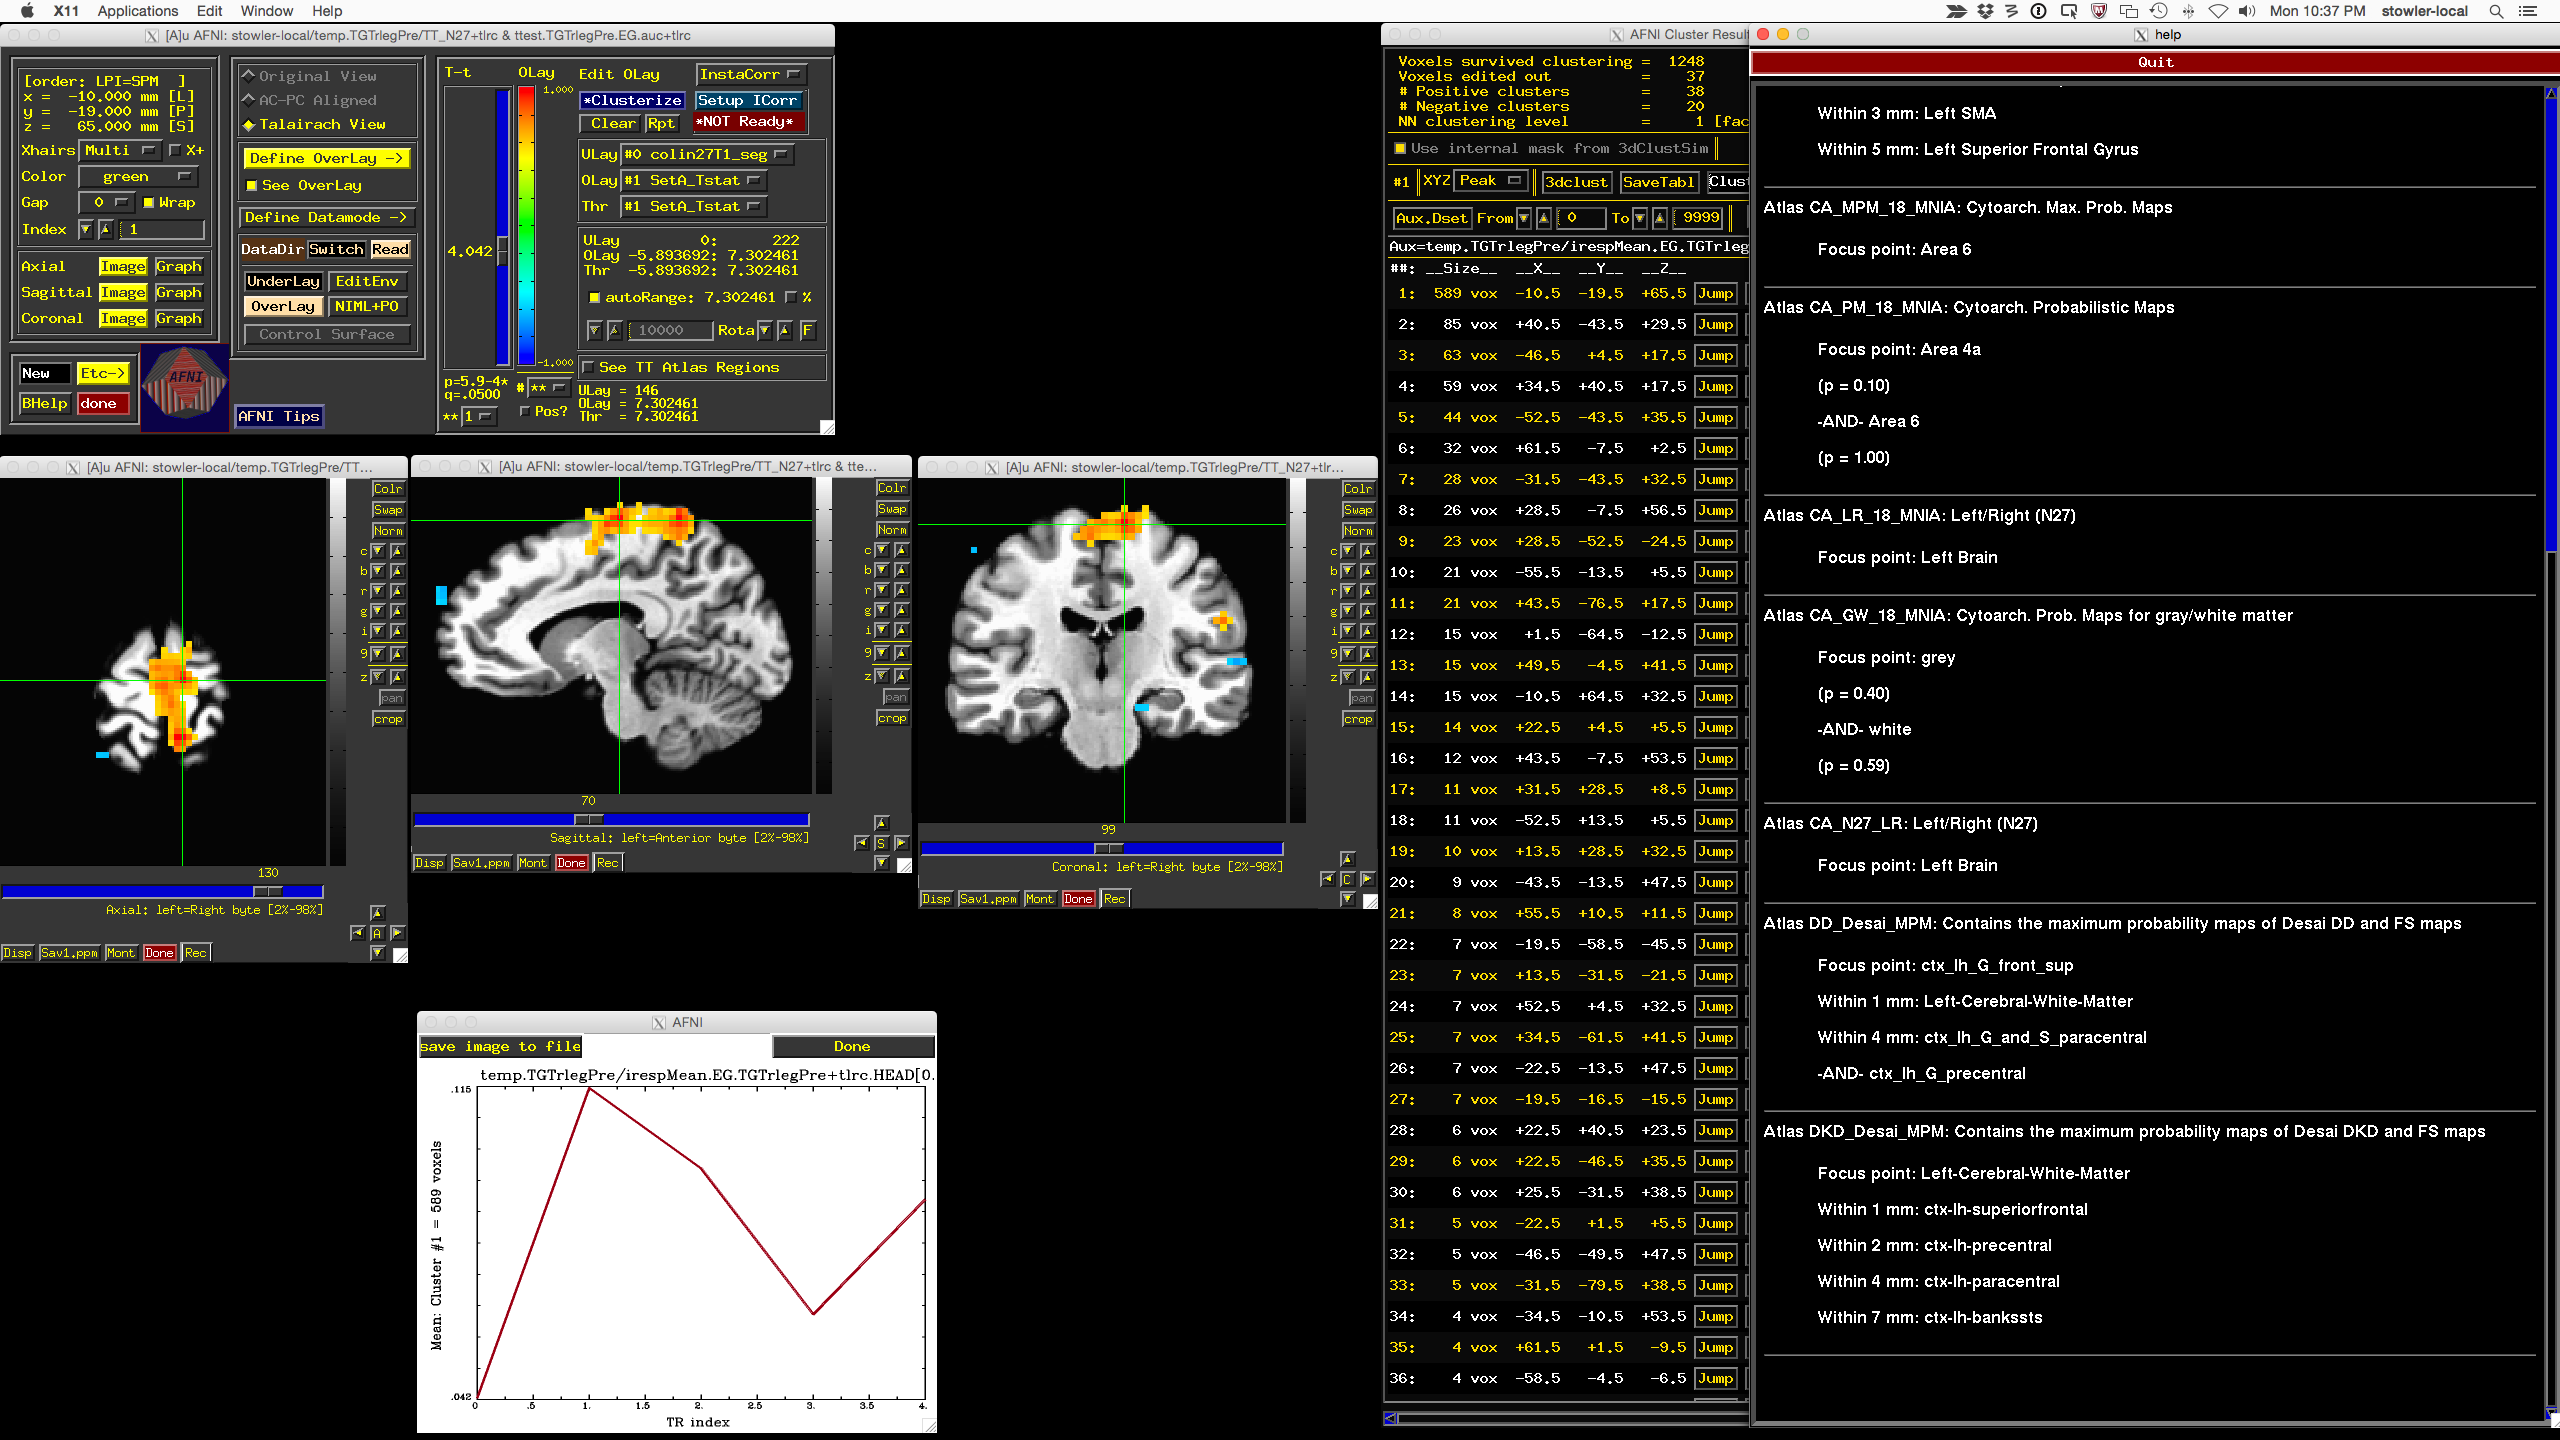 X11 Applications Edit Window Help
Mon 10:37 PM stowler-local
[A]u AFNI: stowler-local/temp.TGTrlegPre/TT_N27+tlrc & ttest.TGTrlegPre.EG.auc+tlrc
[order: LPI=SPM ]
x = -10.000 mm [L]
y = -19.000 mm [P]
z = 65.000 mm [S]
Xhairs Multi X+
Color green
Gap 0 Wrap
Index 1
Axial Image Graph
Sagittal Image Graph
Coronal Image Graph
New Etc->
BHelp done
AFNI
Original View
AC-PC Aligned
Talairach View
Define OverLay ->
See OverLay
Define Datamode ->
DataDir Switch Read
UnderLay EditEnv
OverLay NIML+PO
Control Surface
AFNI Tips
T-t OLay Edit OLay InstaCorr
1.000
*Clusterize Setup ICorr
Clear Rpt *NOT Ready*
ULay #0 colin27T1_seg
OLay #1 SetA_Tstat
Thr #1 SetA_Tstat
4.042
ULay 0: 222
OLay -5.893692: 7.302461
Thr -5.893692: 7.302461
autoRange: 7.302461 %
10000 Rota F
-1.000
See TT Atlas Regions
p=5.9-4*
q=.0500
# **
** 1
Pos?
ULay = 146
OLay = 7.302461
Thr = 7.302461
[A]u AFNI: stowler-local/temp.TGTrlegPre/TT...
Colr
Swap
Norm
c
b
r
g
i
9
z
pan
crop
130
Axial: left=Right byte [2%-98%]
A
Disp Sav1.ppm Mont Done Rec
[A]u AFNI: stowler-local/temp.TGTrlegPre/TT_N27+tlrc & tte...
Colr
Swap
Norm
c
b
r
g
i
9
z
pan
crop
70
Sagittal: left=Anterior byte [2%-98%]
S
Disp Sav1.ppm Mont Done Rec
[A]u AFNI: stowler-local/temp.TGTrlegPre/TT_N27+tlr...
Colr
Swap
Norm
c
b
r
g
i
9
z
pan
crop
99
Coronal: left=Right byte [2%-98%]
C
Disp Sav1.ppm Mont Done Rec
AFNI
save image to file Done
temp.TGTrlegPre/irespMean.EG.TGTrlegPre+tlrc.HEAD[0.
.115
Mean: Cluster #1 = 589 voxels
.042
0 .5 1. 1.5 2. 2.5 3. 3.5 4.
TR index
AFNI Cluster Resul
Voxels survived clustering = 1248
Voxels edited out = 37
# Positive clusters = 38
# Negative clusters = 20
NN clustering level = 1 [fac
Use internal mask from 3dClustSim
#1 XYZ Peak 3dclust SaveTabl Clust
Aux.Dset From 0 To 9999
Aux=temp.TGTrlegPre/irespMean.EG.TGTrleg
##: __Size__ __X__ __Y__ __Z__
1: 589 vox -10.5 -19.5 +65.5 Jump
2: 85 vox +40.5 -43.5 +29.5 Jump
3: 63 vox -46.5 +4.5 +17.5 Jump
4: 59 vox +34.5 +40.5 +17.5 Jump
5: 44 vox -52.5 -43.5 +35.5 Jump
6: 32 vox +61.5 -7.5 +2.5 Jump
7: 28 vox -31.5 -43.5 +32.5 Jump
8: 26 vox +28.5 -7.5 +56.5 Jump
9: 23 vox +28.5 -52.5 -24.5 Jump
10: 21 vox -55.5 -13.5 +5.5 Jump
11: 21 vox +43.5 -76.5 +17.5 Jump
12: 15 vox +1.5 -64.5 -12.5 Jump
13: 15 vox +49.5 -4.5 +41.5 Jump
14: 15 vox -10.5 +64.5 +32.5 Jump
15: 14 vox +22.5 +4.5 +5.5 Jump
16: 12 vox +43.5 -7.5 +53.5 Jump
17: 11 vox +31.5 +28.5 +8.5 Jump
18: 11 vox -52.5 +13.5 +5.5 Jump
19: 10 vox +13.5 +28.5 +32.5 Jump
20: 9 vox -43.5 -13.5 +47.5 Jump
21: 8 vox +55.5 +10.5 +11.5 Jump
22: 7 vox -19.5 -58.5 -45.5 Jump
23: 7 vox +13.5 -31.5 -21.5 Jump
24: 7 vox +52.5 +4.5 +32.5 Jump
25: 7 vox +34.5 -61.5 +41.5 Jump
26: 7 vox -22.5 -13.5 +47.5 Jump
27: 7 vox -19.5 -16.5 -15.5 Jump
28: 6 vox +22.5 +40.5 +23.5 Jump
29: 6 vox +22.5 -46.5 +35.5 Jump
30: 6 vox +25.5 -31.5 +38.5 Jump
31: 5 vox -22.5 +1.5 +5.5 Jump
32: 5 vox -46.5 -49.5 +47.5 Jump
33: 5 vox -31.5 -79.5 +38.5 Jump
34: 4 vox -34.5 -10.5 +53.5 Jump
35: 4 vox +61.5 +1.5 -9.5 Jump
36: 4 vox -58.5 -4.5 -6.5 Jump
help
Quit
Within 3 mm: Left SMA
Within 5 mm: Left Superior Frontal Gyrus
Atlas CA_MPM_18_MNIA: Cytoarch. Max. Prob. Maps
Focus point: Area 6
Atlas CA_PM_18_MNIA: Cytoarch. Probabilistic Maps
Focus point: Area 4a
(p = 0.10)
-AND- Area 6
(p = 1.00)
Atlas CA_LR_18_MNIA: Left/Right (N27)
Focus point: Left Brain
Atlas CA_GW_18_MNIA: Cytoarch. Prob. Maps for gray/white matter
Focus point: grey
(p = 0.40)
-AND- white
(p = 0.59)
Atlas CA_N27_LR: Left/Right (N27)
Focus point: Left Brain
Atlas DD_Desai_MPM: Contains the maximum probability maps of Desai DD and FS maps
Focus point: ctx_lh_G_front_sup
Within 1 mm: Left-Cerebral-White-Matter
Within 4 mm: ctx_lh_G_and_S_paracentral
-AND- ctx_lh_G_precentral
Atlas DKD_Desai_MPM: Contains the maximum probability maps of Desai DKD and FS maps
Focus point: Left-Cerebral-White-Matter
Within 1 mm: ctx-lh-superiorfrontal
Within 2 mm: ctx-lh-precentral
Within 4 mm: ctx-lh-paracentral
Within 7 mm: ctx-lh-bankssts